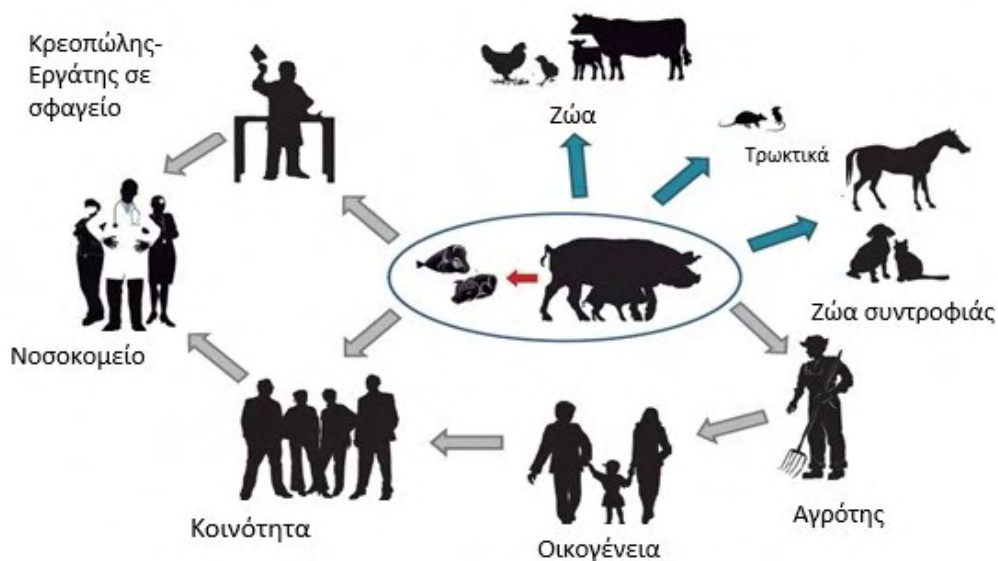 Κρεοπώλης-
Εργάτης σε
σφαγείο
Ζώα
Τρωκτικά
Ζώα συντροφιάς
Νοσοκομείο
Αγρότης
Κοινότητα
Οικογένεια